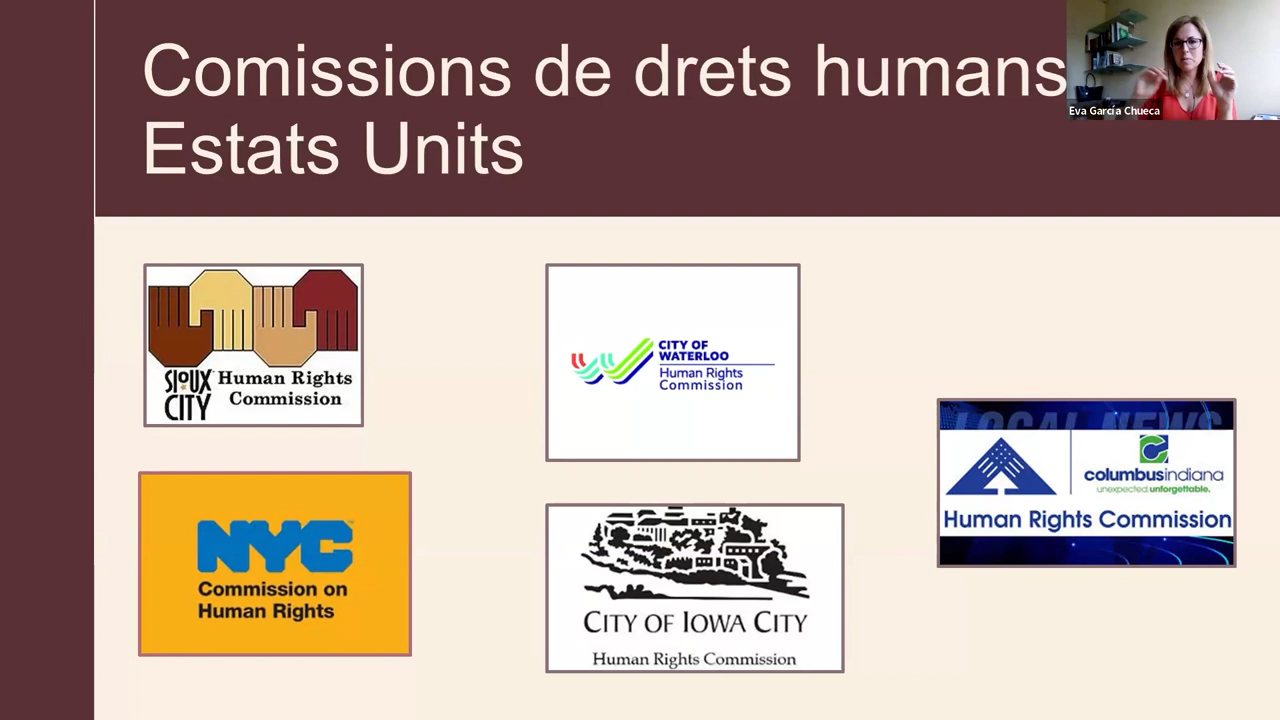 Comissions de drets humans
Estats Units
Eva García Chueca
SIOUX
CITY
Human Rights
Commission
CITY OF
WATERLOO
Human Rights
Commission
LOCAL NEWS
columbusindiana
unexpected.unforgettable.
Human Rights Commission
NYC
Commission on
Human Rights
CITY OF IOWA CITY
Human Rights Commission